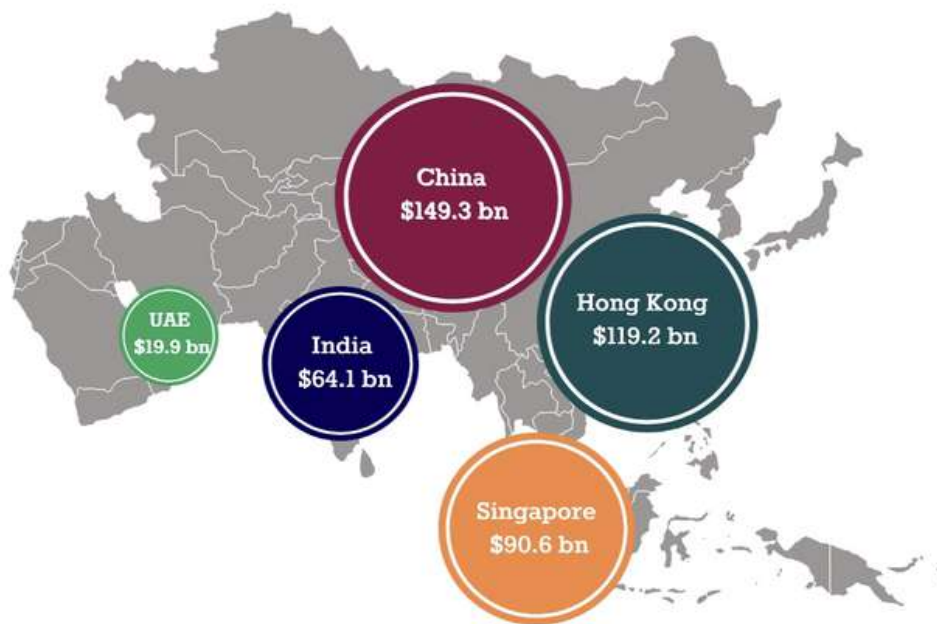 China
$149.3 bn
Hong Kong
$119.2 bn
UAE
$19.9 bn
India
$64.1 bn
Singapore
$90.6 bn